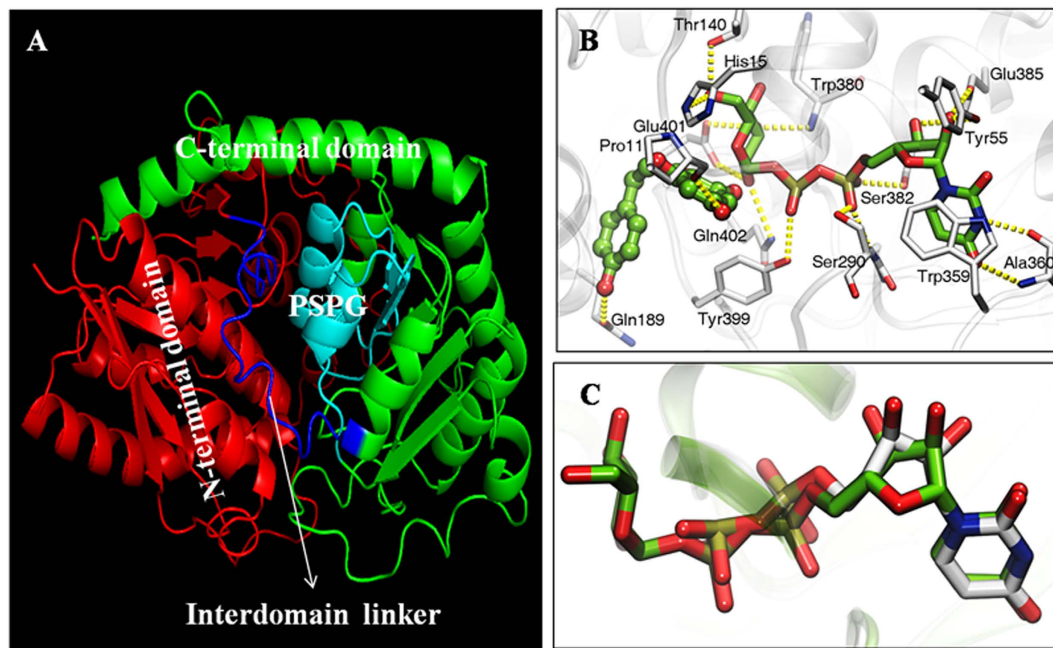 A
C-terminal domain
N-terminal domain
PSPG
Interdomain linker
B
Thr140
His15
Trp380
Glu385
Glu401
Pro11
Tyr55
Ser382
Gln402
Ser290
Trp359
Ala360
Tyr399
Gln189
C